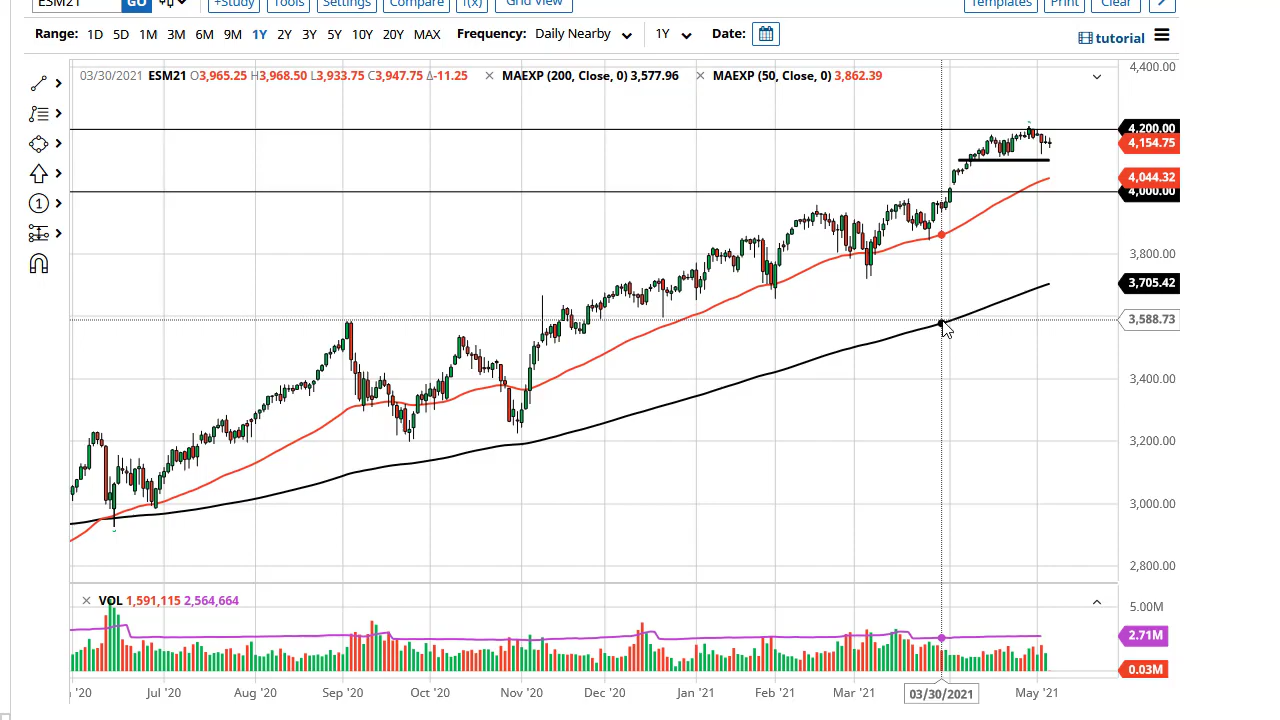 ESM21 GO +Study Tools Settings Compare f(x) Grid View Templates Print Clear
Range: 1D 5D 1M 3M 6M 9M 1Y 2Y 3Y 5Y 10Y 20Y MAX Frequency: Daily Nearby 1Y Date: tutorial
03/30/2021 ESM21 O3,965.25 H3,968.50 L3,933.75 C3,947.75 Δ-11.25 × MAEXP (200, Close, 0) 3,577.96 × MAEXP (50, Close, 0) 3,862.39
4,400.00
4,200.00
4,154.75
4,044.32
4,000.00
3,800.00
3,705.42
3,588.73
3,400.00
3,200.00
3,000.00
2,800.00
× VOL 1,591,115 2,564,664
5.00M
2.71M
0.03M
'20 Jul '20 Aug '20 Sep '20 Oct '20 Nov '20 Dec '20 Jan '21 Feb '21 Mar '21 03/30/2021 May '21